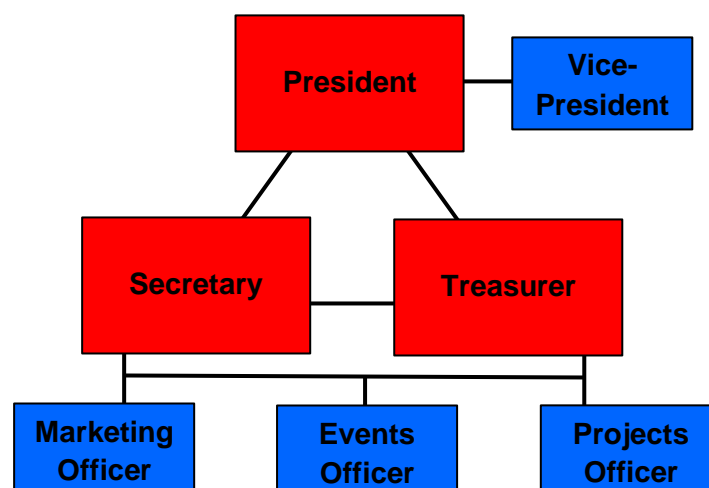 President
Vice-
President
Secretary
Treasurer
Marketing
Officer
Events
Officer
Projects
Officer